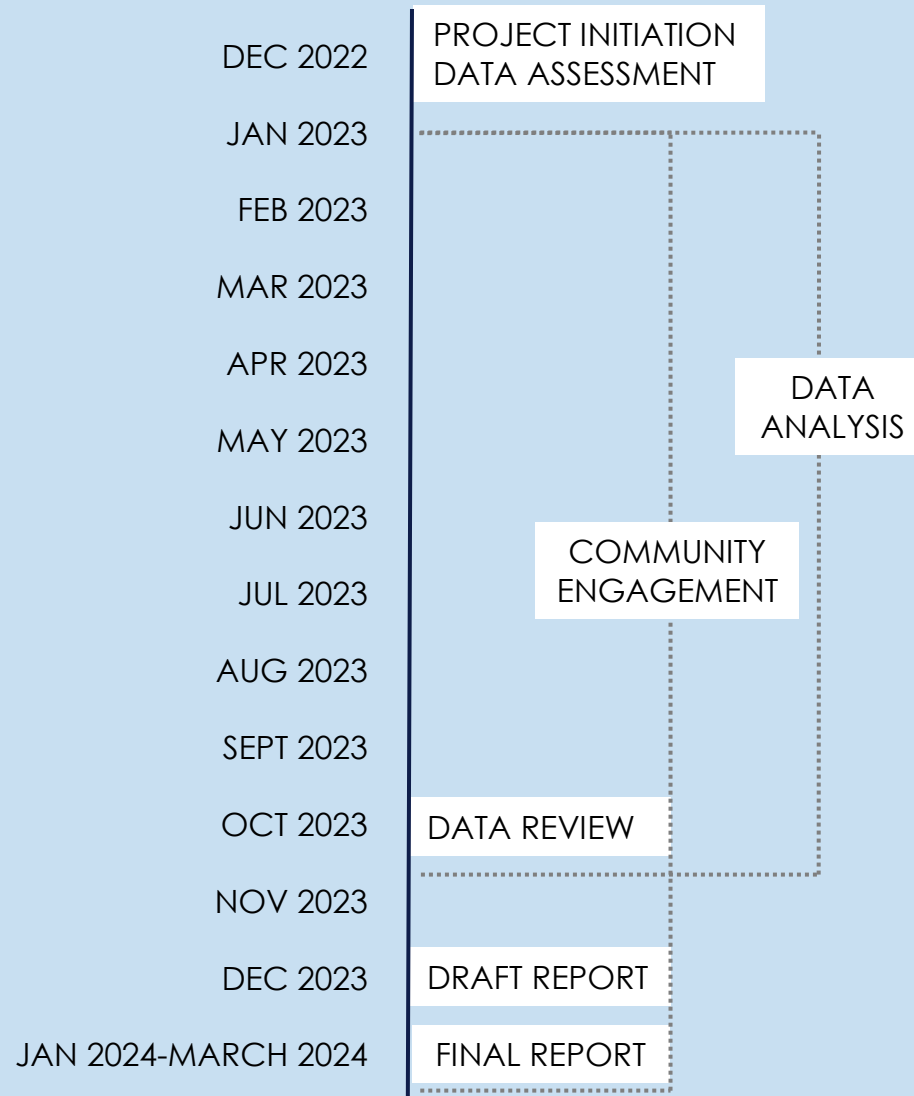 DEC 2022
PROJECT INITIATION
DATA ASSESSMENT
JAN 2023
FEB 2023
MAR 2023
APR 2023
DATA
ANALYSIS
MAY 2023
JUN 2023
COMMUNITY
ENGAGEMENT
JUL 2023
AUG 2023
SEPT 2023
OCT 2023
DATA REVIEW
NOV 2023
DEC 2023
DRAFT REPORT
JAN 2024-MARCH 2024
FINAL REPORT